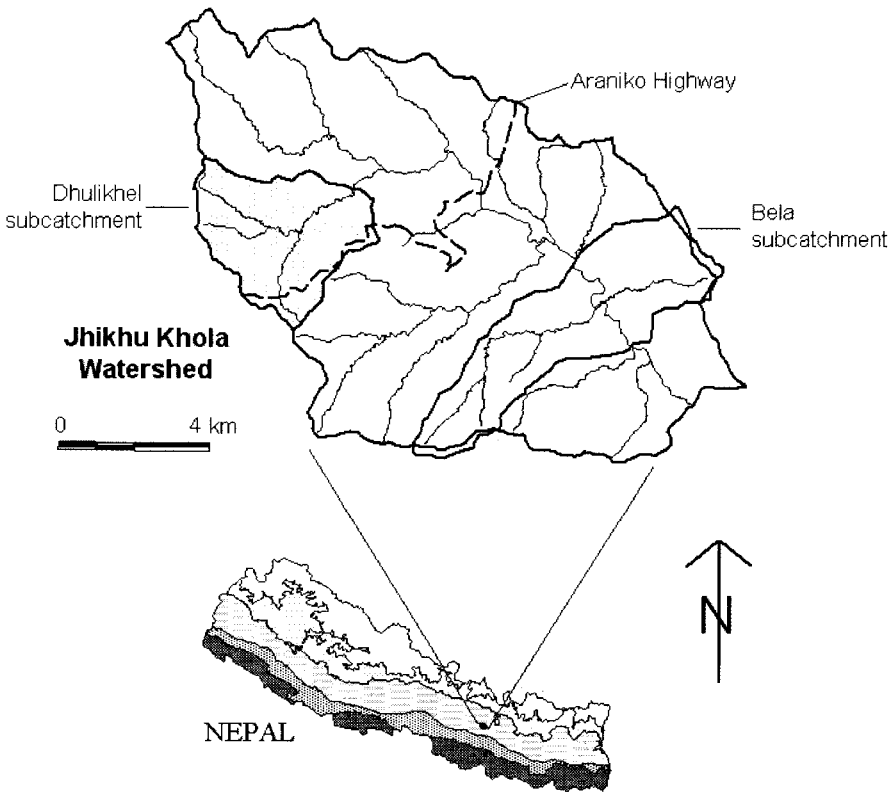 Araniko Highway
Dhulikhel
subcatchment
Bela
subcatchment
Jhikhu Khola
Watershed
0 4 km
N
NEPAL